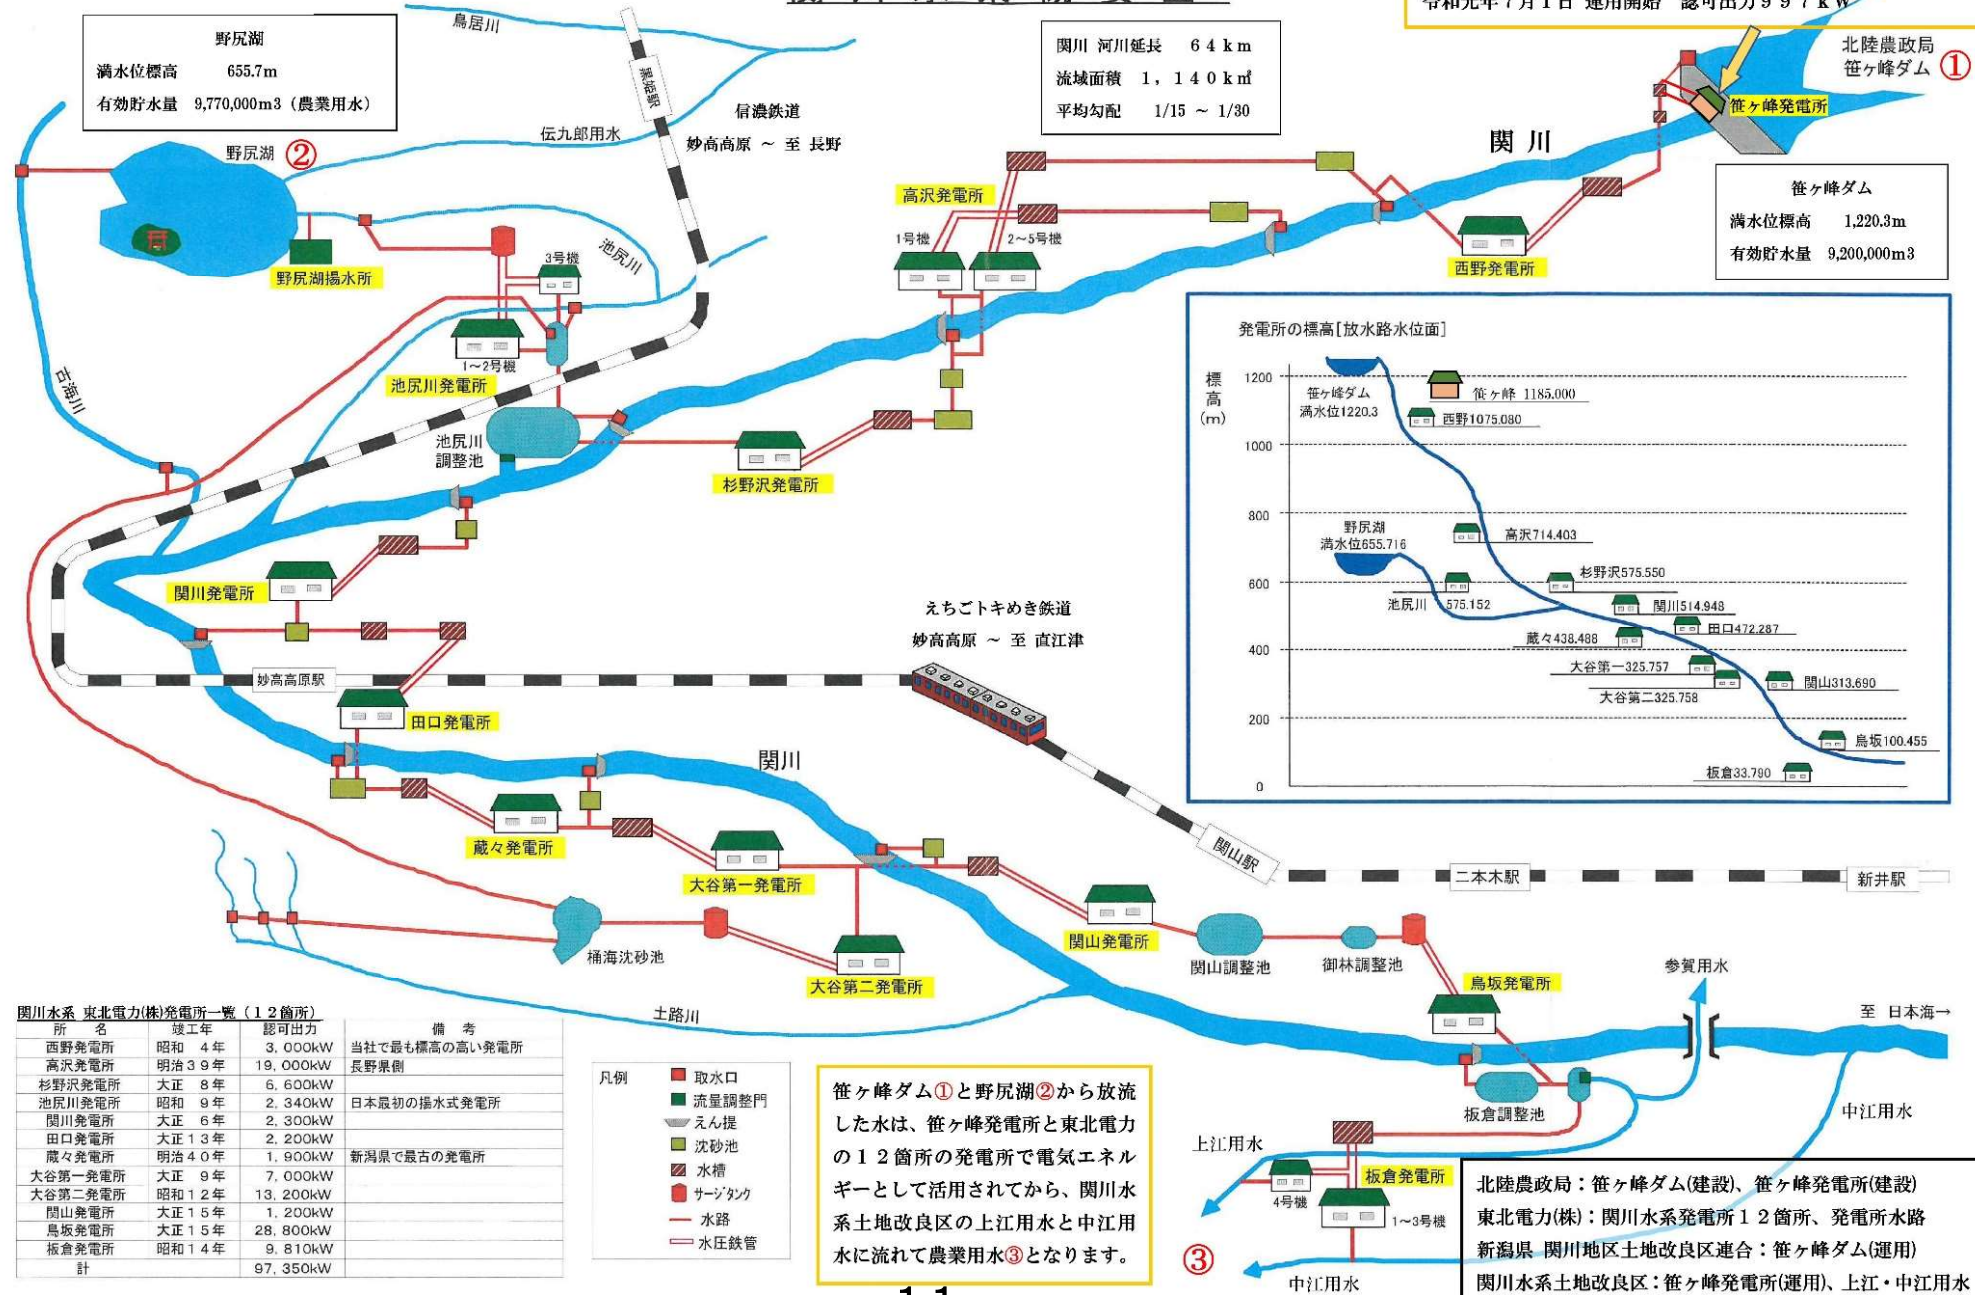 令和元年7月1日 運用開始 認可出力997kW
野尻湖
満水位標高 655.7m
有効貯水量 9,770,000m3（農業用水）
鳥居川
黒姫駅
信濃鉄道
妙高高原 ～ 至 長野
伝九郎用水
関川 河川延長 64km
流域面積 1,140k㎡
平均勾配 1/15 ～ 1/30
北陸農政局
笹ヶ峰ダム ①
笹ヶ峰発電所
関川
笹ヶ峰ダム
満水位標高 1,220.3m
有効貯水量 9,200,000m3
野尻湖 ②
野尻湖揚水所
池尻川
3号機
1～2号機
池尻川発電所
高沢発電所
1号機
2～5号機
西野発電所
古海川
池尻川
調整池
杉野沢発電所
関川発電所
発電所の標高[放水路水位面]
標高
(m)
1200
1000
800
600
400
200
0
笹ヶ峰ダム
満水位1220.3
笹ヶ峰 1185.000
西野1075.080
高沢714.403
野尻湖
満水位655.716
杉野沢575.550
池尻川 575.152
関川514.948
田口472.287
蔵々438.488
大谷第一325.757
大谷第二325.758
関山313.690
鳥坂100.455
板倉33.790
えちごトキめき鉄道
妙高高原 ～ 至 直江津
妙高高原駅
田口発電所
関川
蔵々発電所
大谷第一発電所
関山駅
二本木駅
新井駅
桶海沈砂池
大谷第二発電所
関山発電所
関山調整池
御林調整池
鳥坂発電所
参賀用水
至 日本海→
土路川
板倉調整池
中江用水
上江用水
板倉発電所
4号機
1～3号機
③
中江用水
関川水系 東北電力(株)発電所一覧（12箇所）
所名 竣工年 認可出力 備考
西野発電所 昭和 4年 3,000kW 当社で最も標高の高い発電所
高沢発電所 明治39年 19,000kW 長野県側
杉野沢発電所 大正 8年 6,600kW
池尻川発電所 昭和 9年 2,340kW 日本最初の揚水式発電所
関川発電所 大正 6年 2,300kW
田口発電所 大正13年 2,200kW
蔵々発電所 明治40年 1,900kW 新潟県で最古の発電所
大谷第一発電所 大正 9年 7,000kW
大谷第二発電所 昭和12年 13,200kW
関山発電所 大正15年 1,200kW
鳥坂発電所 大正15年 28,800kW
板倉発電所 昭和14年 9,810kW
計 97,350kW
凡例
取水口
流量調整門
えん提
沈砂池
水槽
サージタンク
水路
水圧鉄管
笹ヶ峰ダム①と野尻湖②から放流
した水は、笹ヶ峰発電所と東北電力
の12箇所の発電所で電気エネル
ギーとして活用されてから、関川水
系土地改良区の上江用水と中江用
水に流れて農業用水③となります。
北陸農政局：笹ヶ峰ダム(建設)、笹ヶ峰発電所(建設)
東北電力(株)：関川水系発電所12箇所、発電所水路
新潟県 関川地区土地改良区連合：笹ヶ峰ダム(運用)
関川水系土地改良区：笹ヶ峰発電所(運用)、上江・中江用水